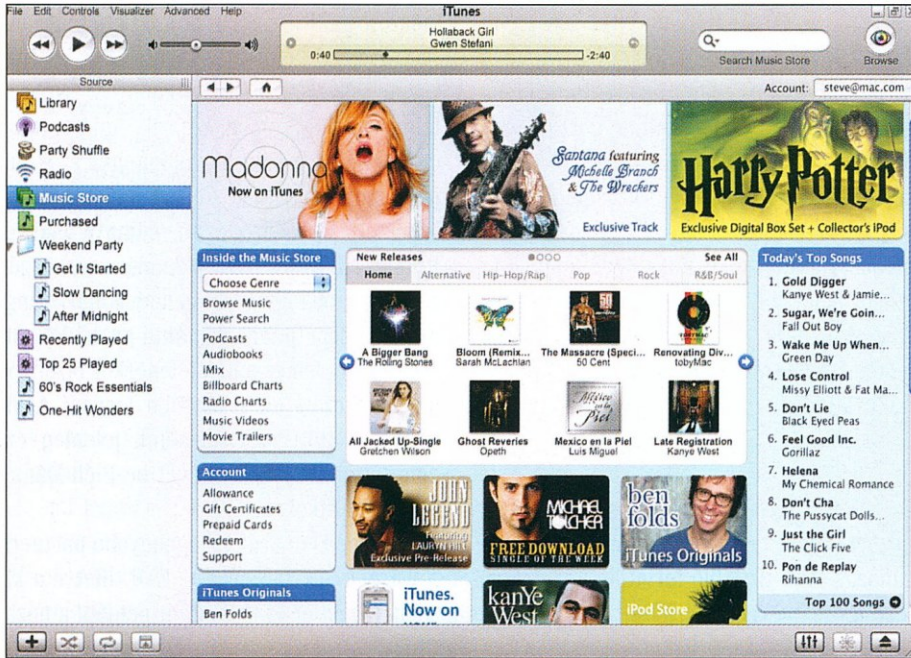 File Edit Controls Visualizer Advanced Help
iTunes
Hollaback Girl
Gwen Stefani
0:40
-2:40
Search Music Store
Browse
Source
Library
Podcasts
Party Shuffle
Radio
Music Store
Purchased
Weekend Party
Get It Started
Slow Dancing
After Midnight
Recently Played
Top 25 Played
60's Rock Essentials
One-Hit Wonders
Account: steve@mac.com
Madonna
Now on iTunes
Santana featuring
Michelle Branch
& The Wreckers
Exclusive Track
Harry Potter
Exclusive Digital Box Set + Collector's iPod
Inside the Music Store
Choose Genre
Browse Music
Power Search
Podcasts
Audiobooks
iMix
Billboard Charts
Radio Charts
Music Videos
Movie Trailers
Account
Allowance
Gift Certificates
Prepaid Cards
Redeem
Support
iTunes Originals
Ben Folds
New Releases
See All
Home Alternative Hip-Hop/Rap Pop Rock R&B/Soul
A Bigger Bang
The Rolling Stones
Bloom (Remix...
Sarah McLachlan
50
The Massacre (Speci...
50 Cent
Renovating Div...
tobyMac
All Jacked Up-Single
Gretchen Wilson
Ghost Reveries
Opeth
México
en la
Piel
Mexico en la Piel
Luis Miguel
Late Registration
Kanye West
JOHN
LEGEND
Featuring
LAURYN HILL
Exclusive Pre-Release
MICHAEL
TOLCHER
FREE DOWNLOAD
SINGLE OF THE WEEK
ben
folds
iTunes Originals
iTunes.
Now on
kanYe
West
iPod Store
Today's Top Songs
1. Gold Digger
Kanye West & Jamie...
2. Sugar, We're Goin...
Fall Out Boy
3. Wake Me Up When...
Green Day
4. Lose Control
Missy Elliott & Fat Ma...
5. Don't Lie
Black Eyed Peas
6. Feel Good Inc.
Gorillaz
7. Helena
My Chemical Romance
8. Don't Cha
The Pussycat Dolls...
9. Just the Girl
The Click Five
10. Pon de Replay
Rihanna
Top 100 Songs